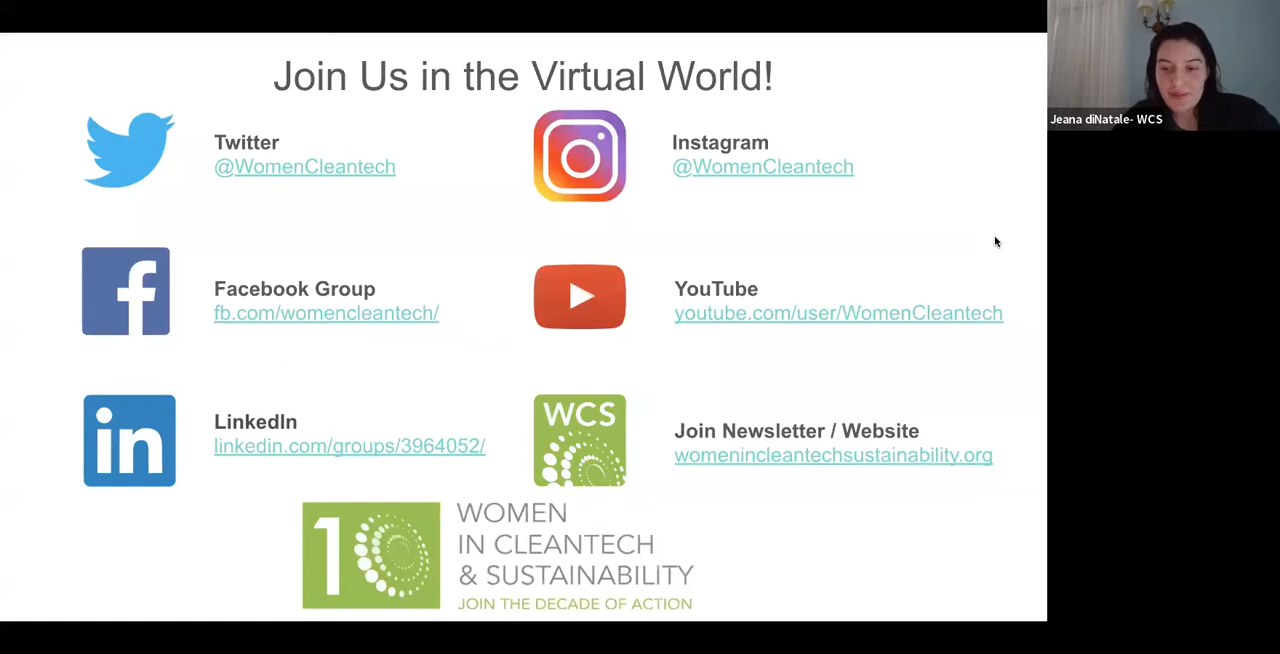 Join Us in the Virtual World!
Twitter
@WomenCleantech
Instagram
@WomenCleantech
Facebook Group
fb.com/womencleantech/
YouTube
youtube.com/user/WomenCleantech
LinkedIn
linkedin.com/groups/3964052/
WCS
Join Newsletter / Website
womenincleantechsustainability.org
10
WOMEN
IN CLEANTECH
& SUSTAINABILITY
JOIN THE DECADE OF ACTION
Jeana diNatale- WCS
f
in